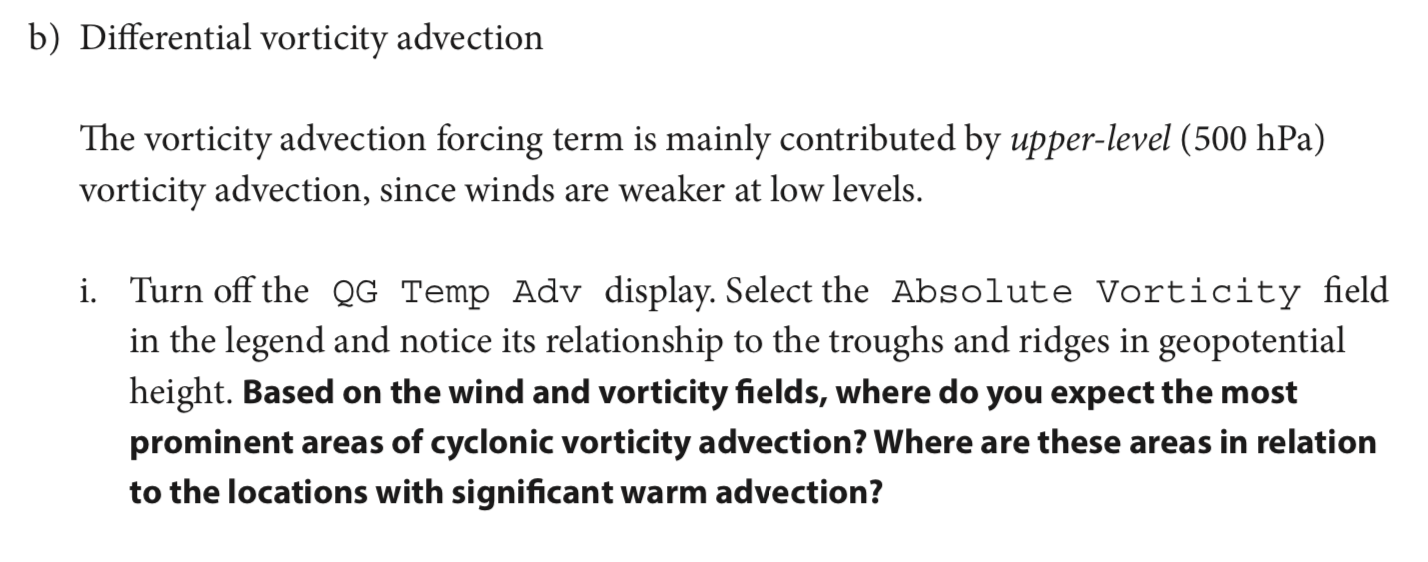 b) Differential vorticity advection
The vorticity advection forcing term is mainly contributed by upper-level (500 hPa)
vorticity advection, since winds are weaker at low levels.
i. Turn off the QG Temp Adv display. Select the Absolute Vorticity field
in the legend and notice its relationship to the troughs and ridges in geopotential
height. Based on the wind and vorticity fields, where do you expect the most
prominent areas of cyclonic vorticity advection? Where are these areas in relation
to the locations with significant warm advection?